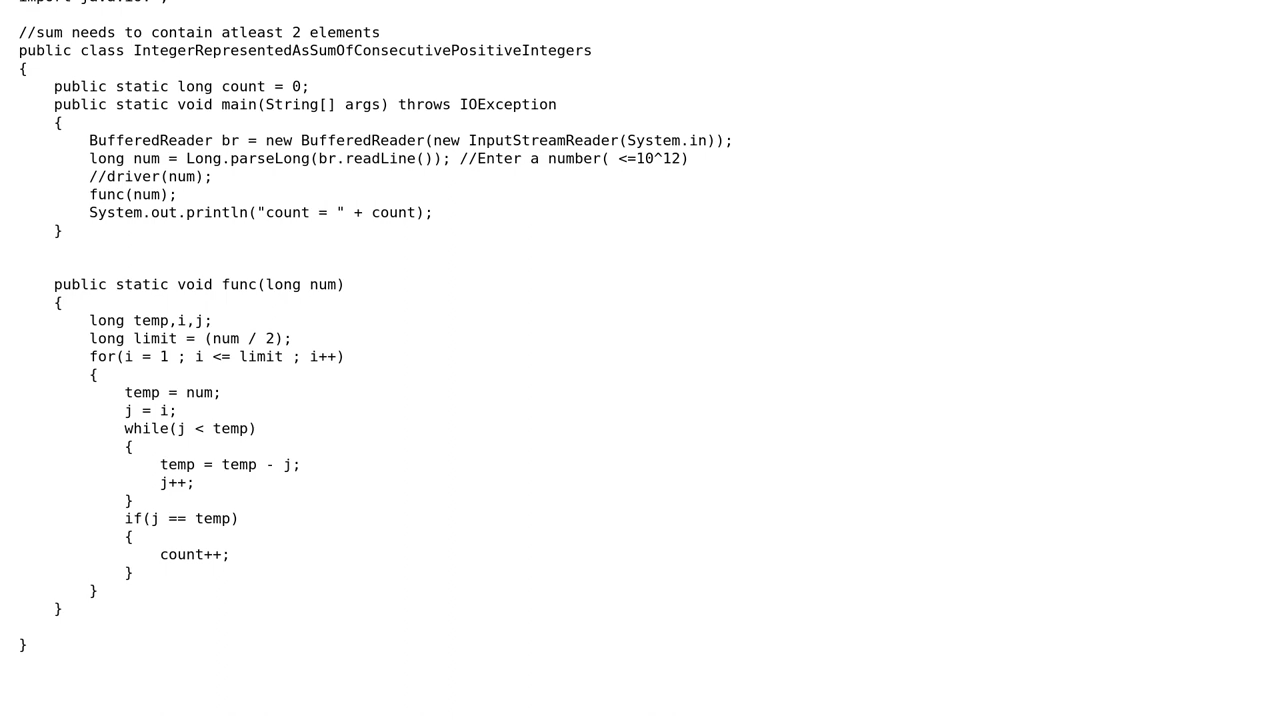 //sum needs to contain atleast 2 elements
public class IntegerRepresentedAsSumOfConsecutivePositiveIntegers
{
    public static long count = 0;
    public static void main(String[] args) throws IOException
    {
        BufferedReader br = new BufferedReader(new InputStreamReader(System.in));
        long num = Long.parseLong(br.readLine()); //Enter a number( <=10^12)
        //driver(num);
        func(num);
        System.out.println("count = " + count);
    }
    public static void func(long num)
    {
        long temp,i,j;
        long limit = (num / 2);
        for(i = 1 ; i <= limit ; i++)
        {
            temp = num;
            j = i;
            while(j < temp)
            {
                temp = temp - j;
                j++;
            }
            if(j == temp)
            {
                count++;
            }
        }
    }
}